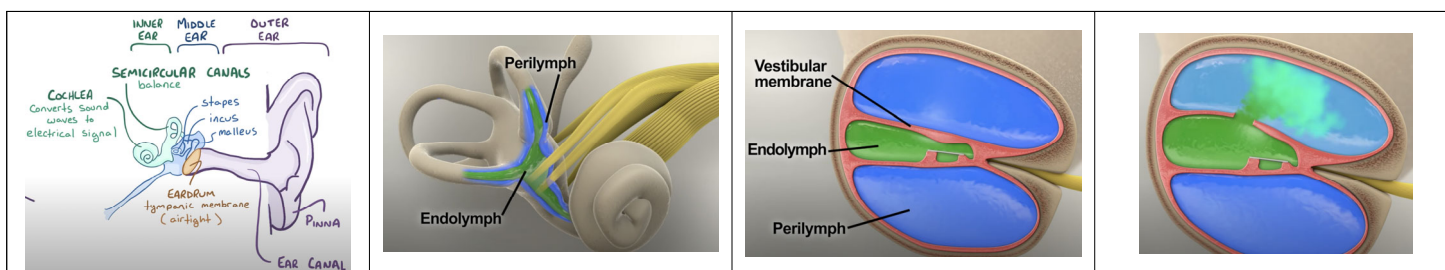 INNER
EAR
MIDDLE
EAR
OUTER
EAR
SEMICIRCULAR CANALS
balance
COCHLEA
converts sound
waves to
electrical signal
stapes
incus
malleus
EARDRUM
tympanic membrane
(airtight)
PINNA
EAR CANAL
Perilymph
Endolymph
Vestibular
membrane
Endolymph
Perilymph